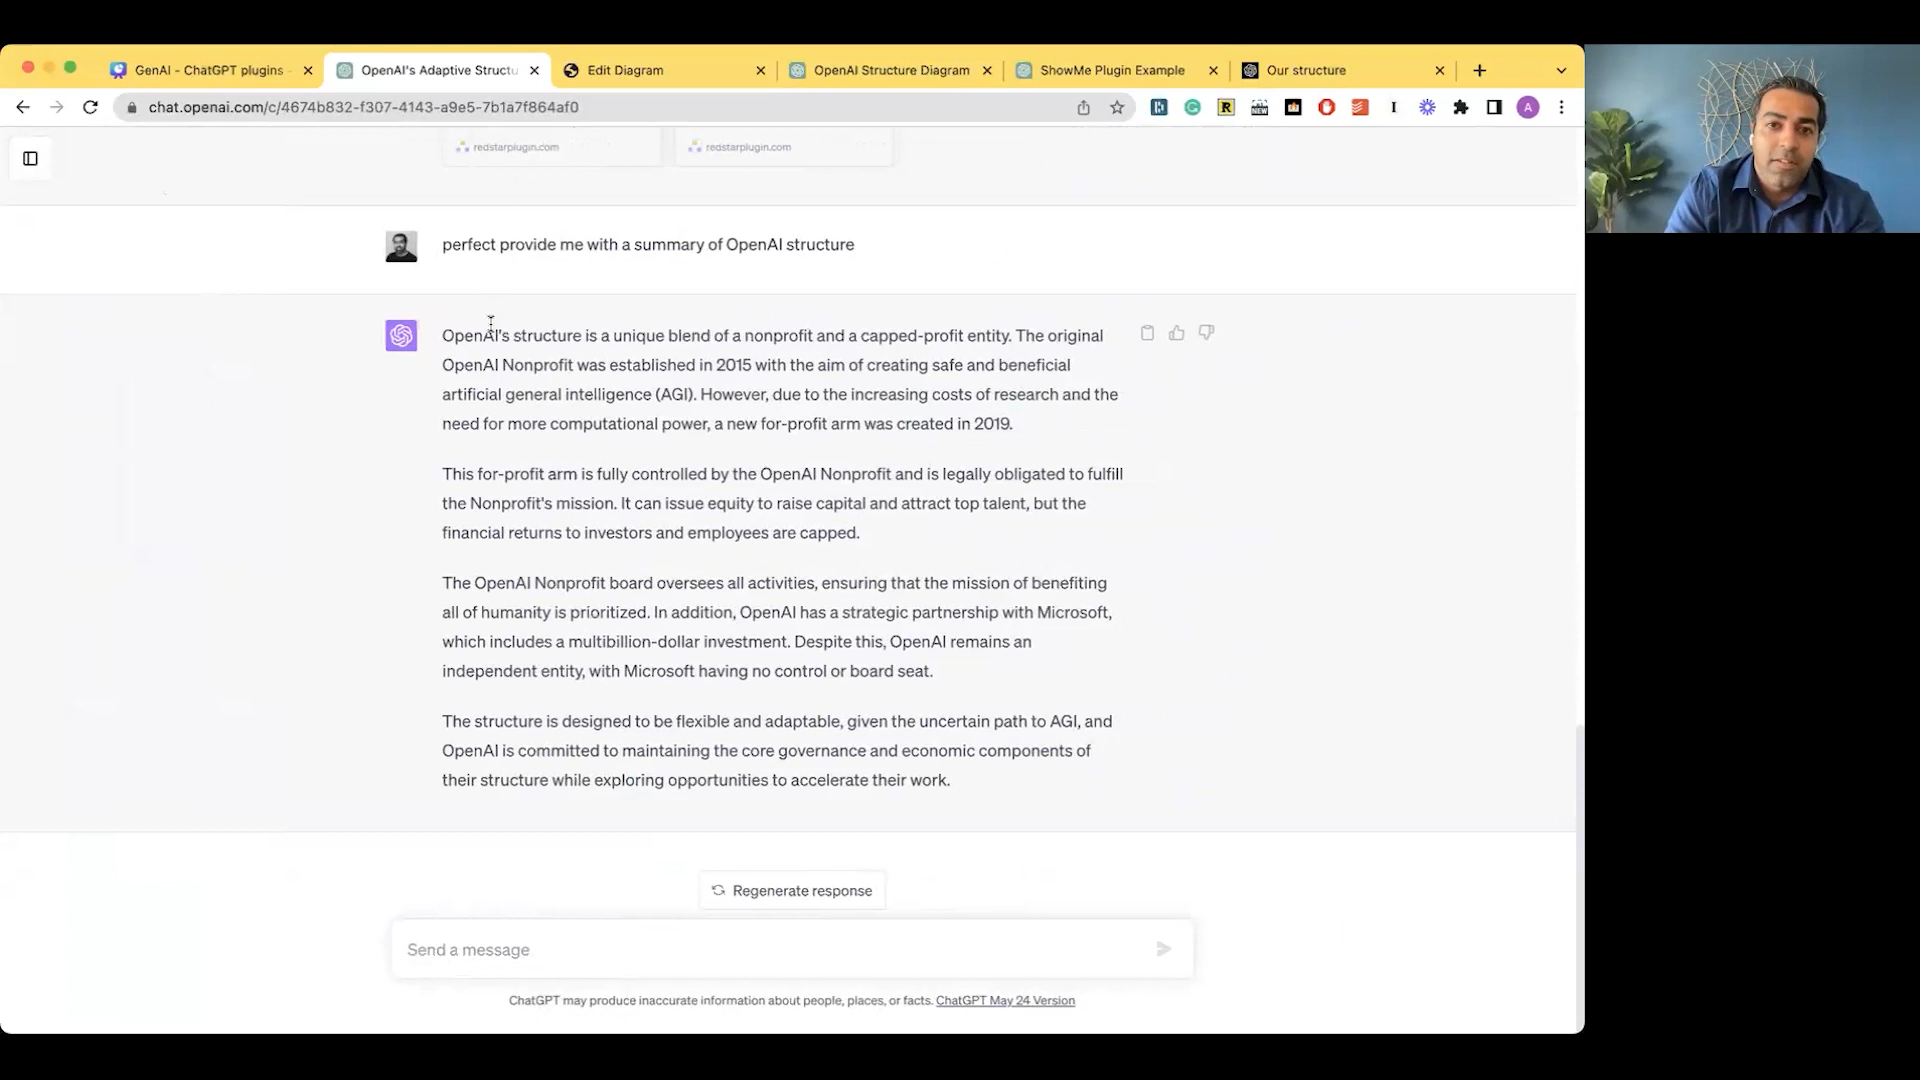 GenAI - ChatGPT plugins
OpenAI's Adaptive Structu
Edit Diagram
OpenAI Structure Diagram
ShowMe Plugin Example
Our structure
chat.openai.com/c/4674b832-f307-4143-a9e5-7b1a7f864af0
R
NEW
A
redstarplugin.com
redstarplugin.com
perfect provide me with a summary of OpenAI structure
OpenAI's structure is a unique blend of a nonprofit and a capped-profit entity. The original
OpenAI Nonprofit was established in 2015 with the aim of creating safe and beneficial
artificial general intelligence (AGI). However, due to the increasing costs of research and the
need for more computational power, a new for-profit arm was created in 2019.
This for-profit arm is fully controlled by the OpenAI Nonprofit and is legally obligated to fulfill
the Nonprofit's mission. It can issue equity to raise capital and attract top talent, but the
financial returns to investors and employees are capped.
The OpenAI Nonprofit board oversees all activities, ensuring that the mission of benefiting
all of humanity is prioritized. In addition, OpenAI has a strategic partnership with Microsoft,
which includes a multibillion-dollar investment. Despite this, OpenAI remains an
independent entity, with Microsoft having no control or board seat.
The structure is designed to be flexible and adaptable, given the uncertain path to AGI, and
OpenAI is committed to maintaining the core governance and economic components of
their structure while exploring opportunities to accelerate their work.
Regenerate response
Send a message
ChatGPT may produce inaccurate information about people, places, or facts. ChatGPT May 24 Version